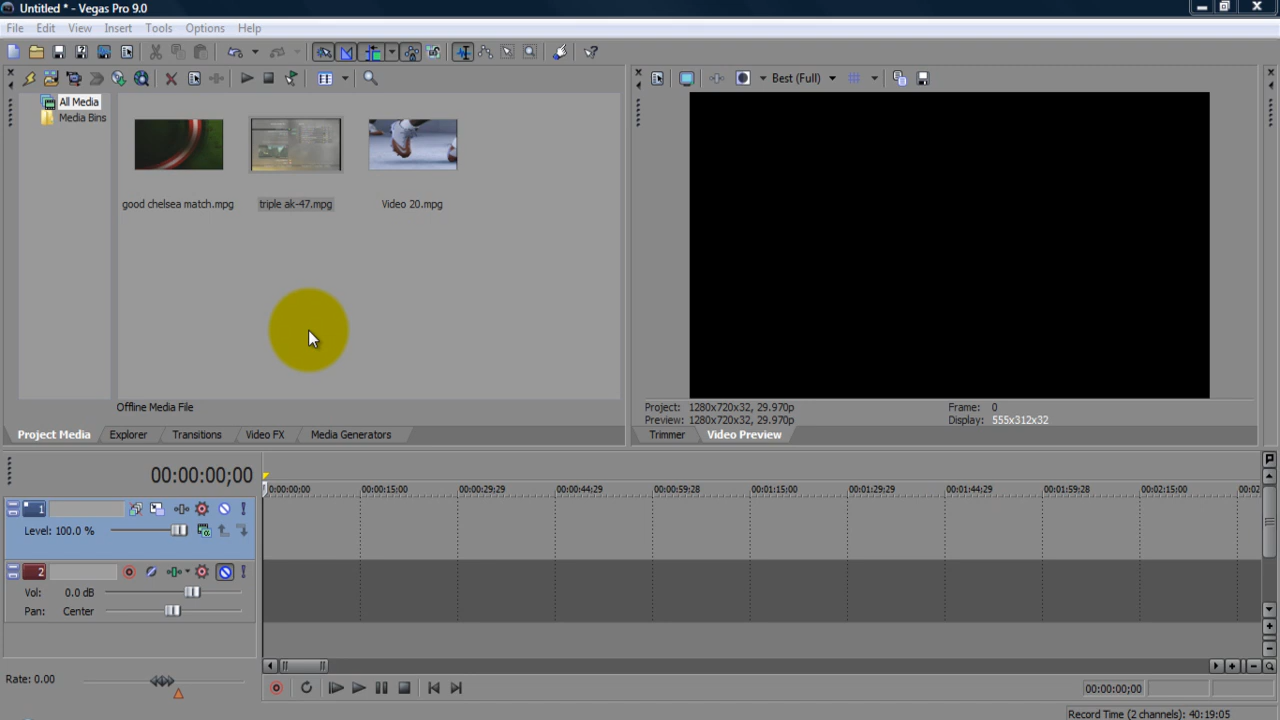 Untitled * - Vegas Pro 9.0
File Edit View Insert Tools Options Help
Best (Full)
All Media
Media Bins
good chelsea match.mpg
triple ak-47.mpg
Video 20.mpg
Offline Media File
Project Media Explorer Transitions Video FX Media Generators
Project: 1280x720x32, 29.970p
Frame: 0
Preview: 1280x720x32, 29.970p
Display: 555x312x32
Trimmer Video Preview
00:00:00;00
0:00:00:00 00:00:15:00 00:00:29;29 00:00:44;29 00:00:59;28 00:01:15:00 00:01:29;29 00:01:44;29 00:01:59;28 00:02:15:00 00:02
1
Level: 100.0 %
2
Vol: 0.0 dB
Pan: Center
Rate: 0.00
00:00:00;00
Record Time (2 channels): 40:19:05